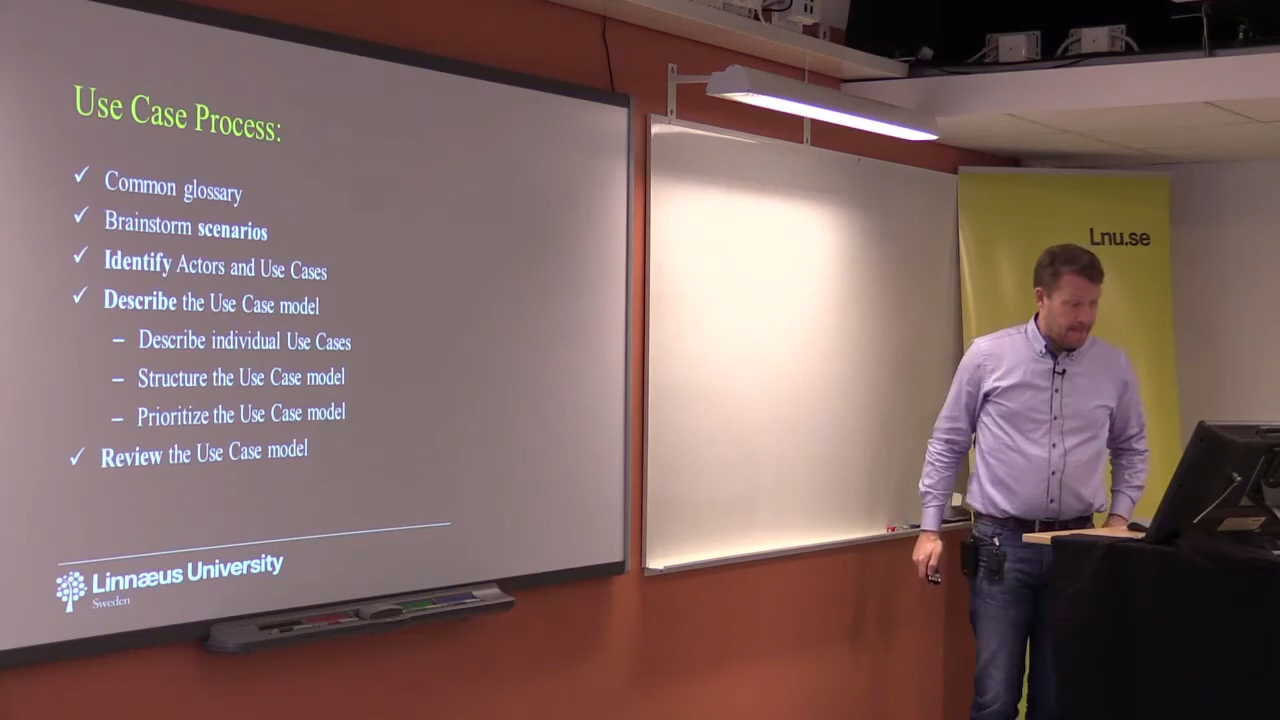 Use Case Process:
✓ Common glossary
✓ Brainstorm scenarios
✓ Identify Actors and Use Cases
✓ Describe the Use Case model
– Describe individual Use Cases
– Structure the Use Case model
– Prioritize the Use Case model
✓ Review the Use Case model
Linnæus University
Sweden
Lnu.se